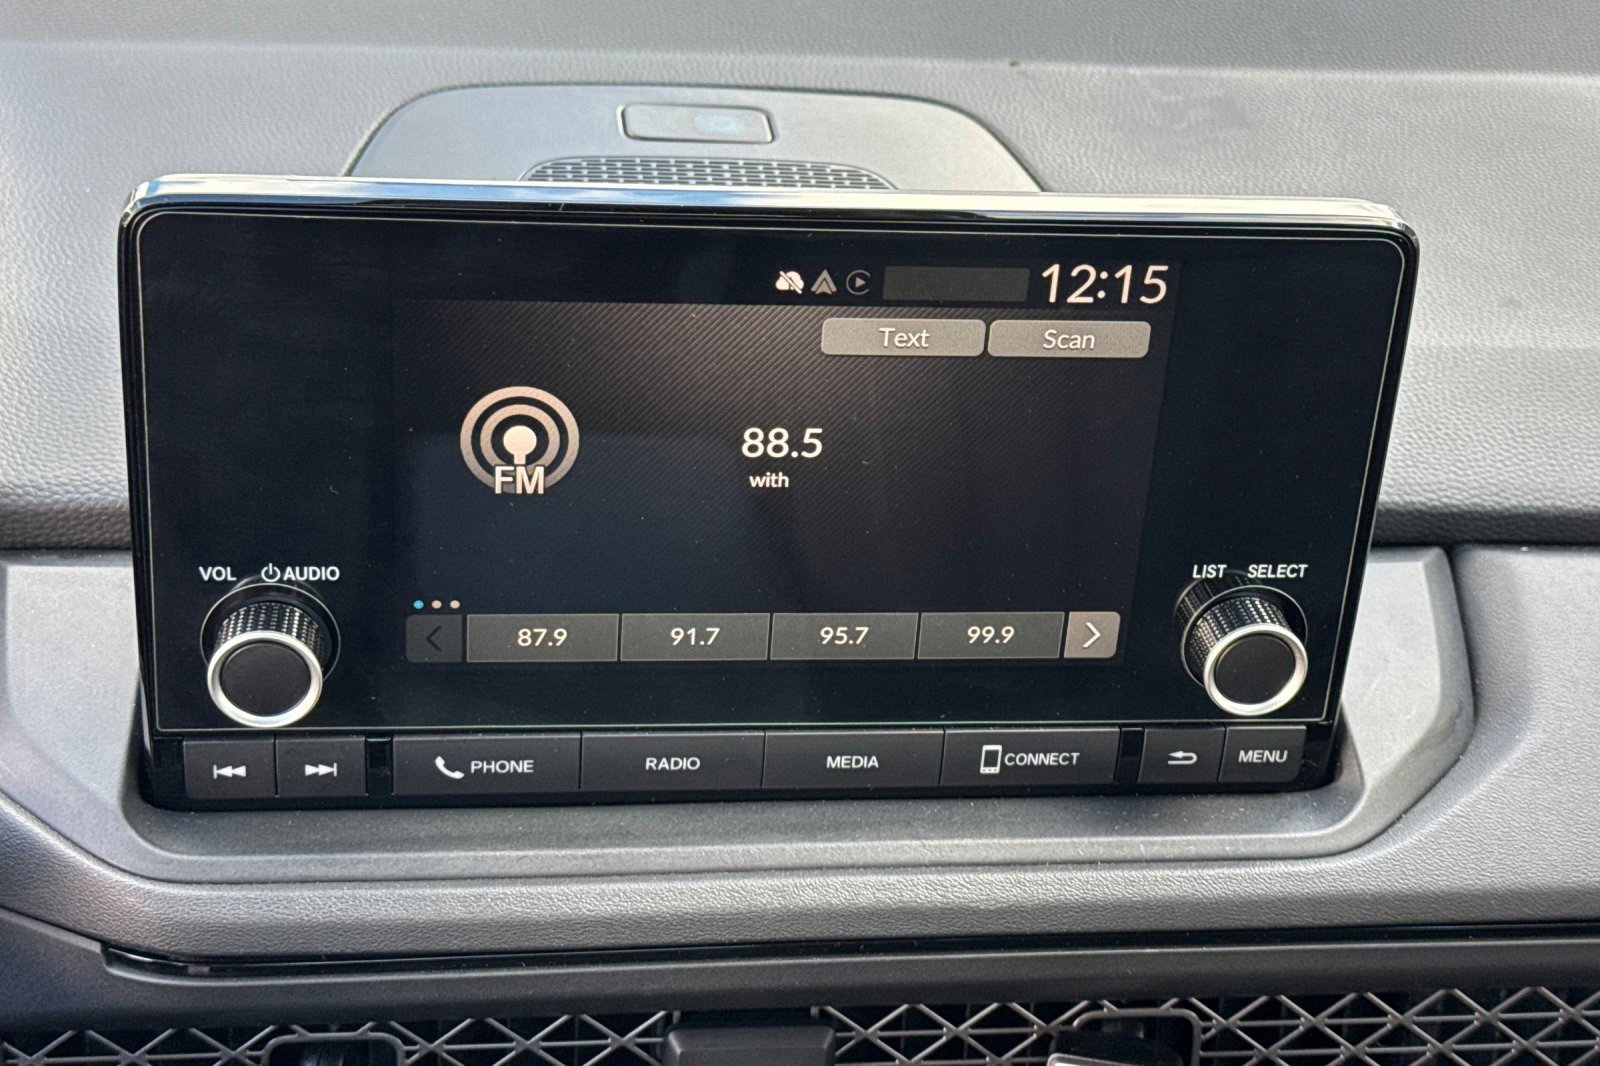 12:15
Text Scan
88.5
with
FM
VOL AUDIO
LIST SELECT
87.9 91.7 95.7 99.9
PHONE RADIO MEDIA CONNECT MENU